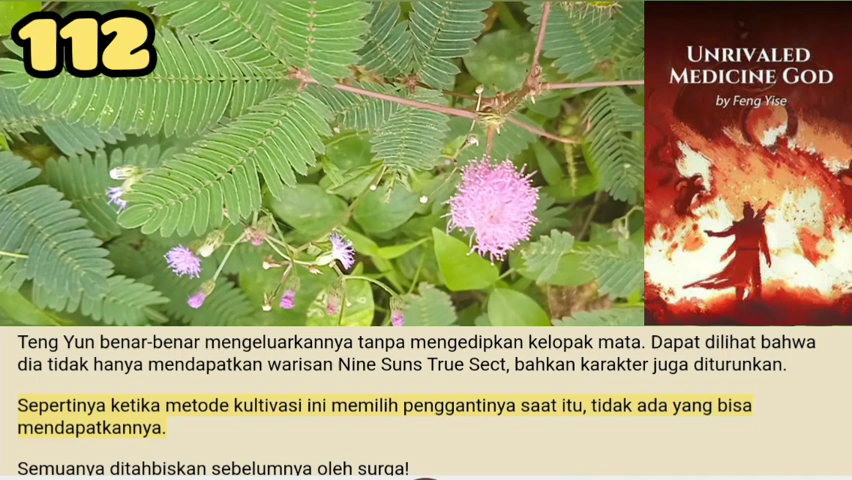 112
UNRIVALED
MEDICINE GOD
by Feng Yise
Teng Yun benar-benar mengeluarkannya tanpa mengedipkan kelopak mata. Dapat dilihat bahwa
dia tidak hanya mendapatkan warisan Nine Suns True Sect, bahkan karakter juga diturunkan.
Sepertinya ketika metode kultivasi ini memilih penggantinya saat itu, tidak ada yang bisa
mendapatkannya.
Semuanya ditahbiskan sebelumnya oleh surga!